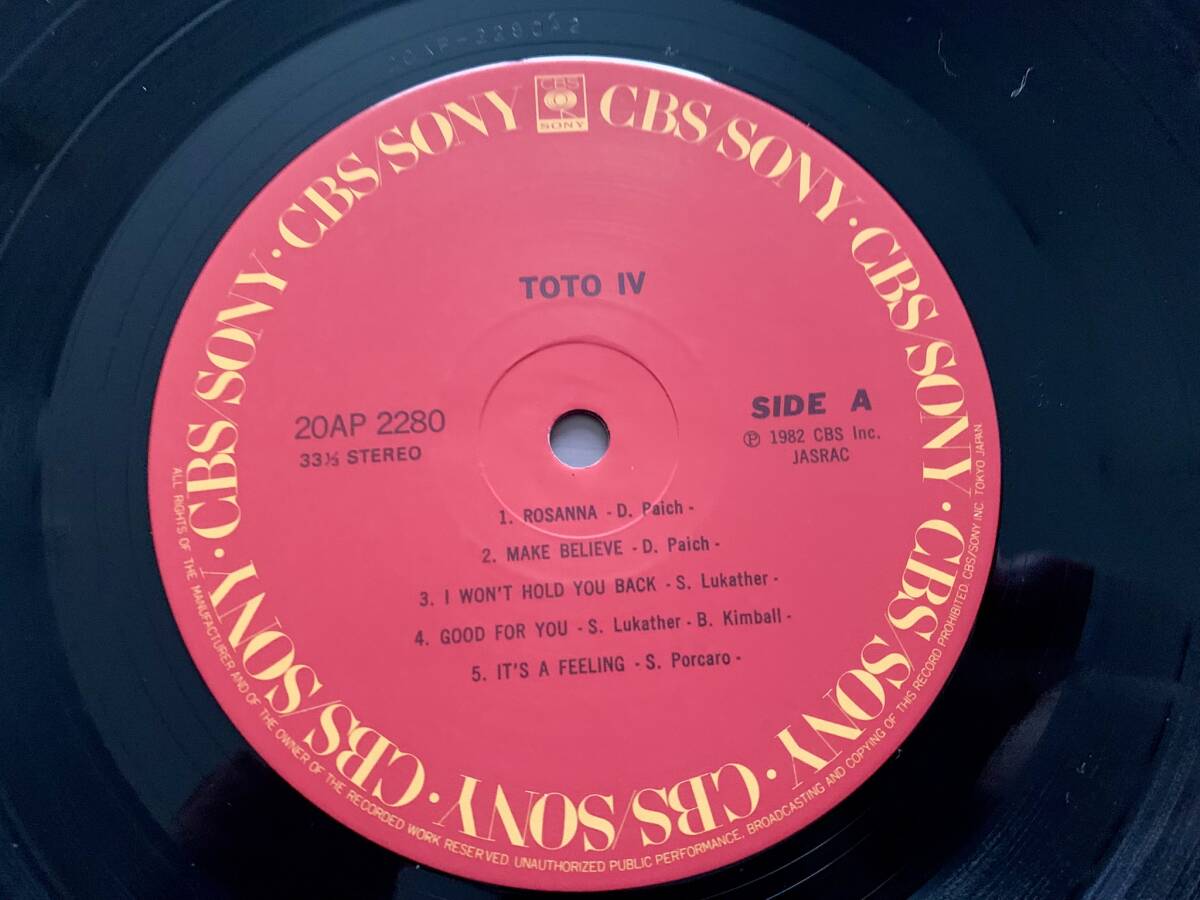 CBS
SONY
CBS/SONY · CBS/SONY · CBS/SONY · CBS/SONY · CBS/SONY · CBS/SONY · CBS/SONY · CBS/SONY · CBS/SONY
TOTO IV
20AP 2280
33⅓ STEREO
SIDE A
Ⓟ 1982 CBS Inc.
JASRAC
1. ROSANNA - D. Paich -
2. MAKE BELIEVE - D. Paich -
3. I WON'T HOLD YOU BACK - S. Lukather -
4. GOOD FOR YOU - S. Lukather - B. Kimball -
5. IT'S A FEELING - S. Porcaro -
ALL RIGHTS OF THE MANUFACTURER AND OF THE OWNER OF THE RECORDED WORK RESERVED. UNAUTHORIZED PUBLIC PERFORMANCE, BROADCASTING AND COPYING OF THIS RECORD PROHIBITED. CBS/SONY INC. TOKYO JAPAN